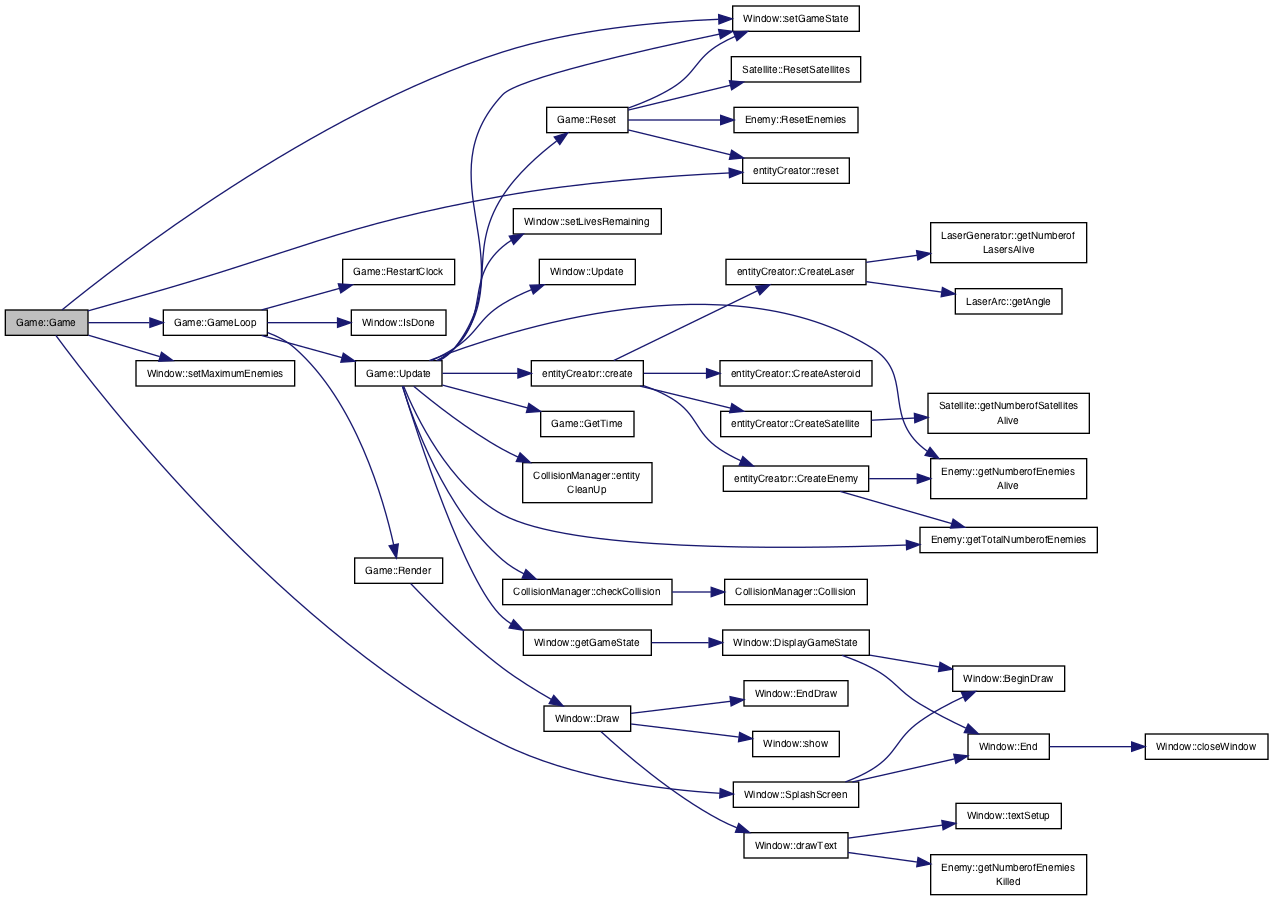 Window::setGameState
Satellite::ResetSatellites
Game::Reset
Enemy::ResetEnemies
entityCreator::reset
Window::setLivesRemaining
LaserGenerator::getNumberof
LasersAlive
Game::RestartClock
Window::Update
entityCreator::CreateLaser
LaserArc::getAngle
Game::Game
Game::GameLoop
Window::IsDone
Window::setMaximumEnemies
Game::Update
entityCreator::create
entityCreator::CreateAsteroid
Game::GetTime
entityCreator::CreateSatellite
Satellite::getNumberofSatellites
Alive
CollisionManager::entity
CleanUp
entityCreator::CreateEnemy
Enemy::getNumberofEnemies
Alive
Enemy::getTotalNumberofEnemies
Game::Render
CollisionManager::checkCollision
CollisionManager::Collision
Window::getGameState
Window::DisplayGameState
Window::BeginDraw
Window::EndDraw
Window::Draw
Window::show
Window::End
Window::closeWindow
Window::SplashScreen
Window::textSetup
Window::drawText
Enemy::getNumberofEnemies
Killed